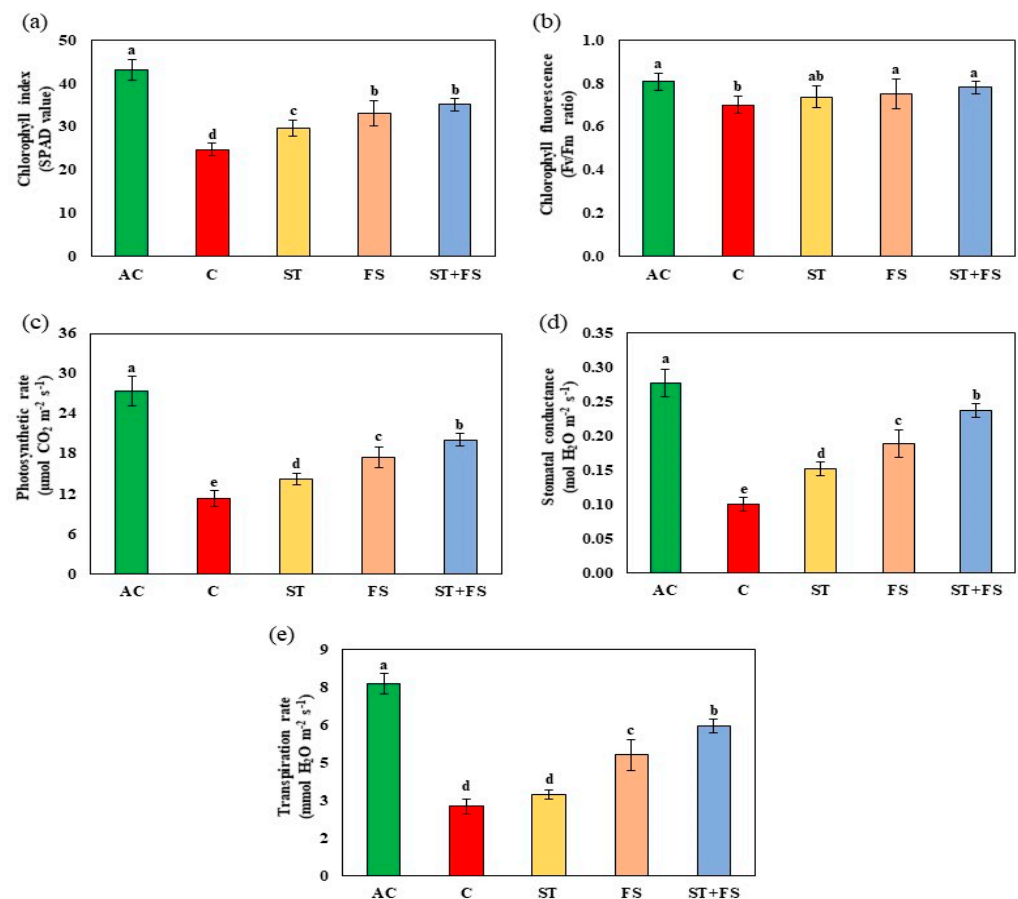 (a)
Chlorophyll index
(SPAD value)
50
40
30
20
10
0
a
d
c
b
b
AC C ST FS ST+FS
(b)
Chlorophyll fluorescence
(Fv/Fm ratio)
1.0
0.8
0.6
0.4
0.2
0.0
a
b
ab
a
a
AC C ST FS ST+FS
(c)
Photosynthetic rate
(µmol CO₂ m⁻² s⁻¹)
36
30
24
18
12
6
0
a
e
d
c
b
AC C ST FS ST+FS
(d)
Stomatal conductance
(mol H₂O m⁻² s⁻¹)
0.35
0.30
0.25
0.20
0.15
0.10
0.05
0.00
a
e
d
c
b
AC C ST FS ST+FS
(e)
Transpiration rate
(mmol H₂O m⁻² s⁻¹)
9
8
6
5
3
2
0
a
d
d
c
b
AC C ST FS ST+FS